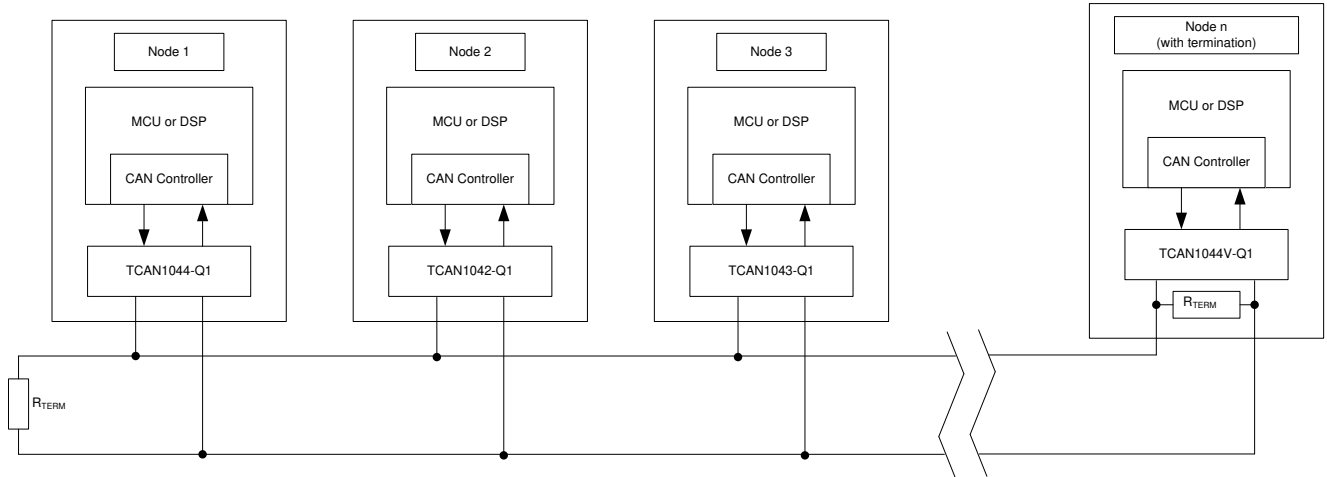 Node 1
MCU or DSP
CAN Controller
TCAN1044-Q1
Node 2
MCU or DSP
CAN Controller
TCAN1042-Q1
Node 3
MCU or DSP
CAN Controller
TCAN1043-Q1
Node n
(with termination)
MCU or DSP
CAN Controller
TCAN1044V-Q1
RTERM
RTERM